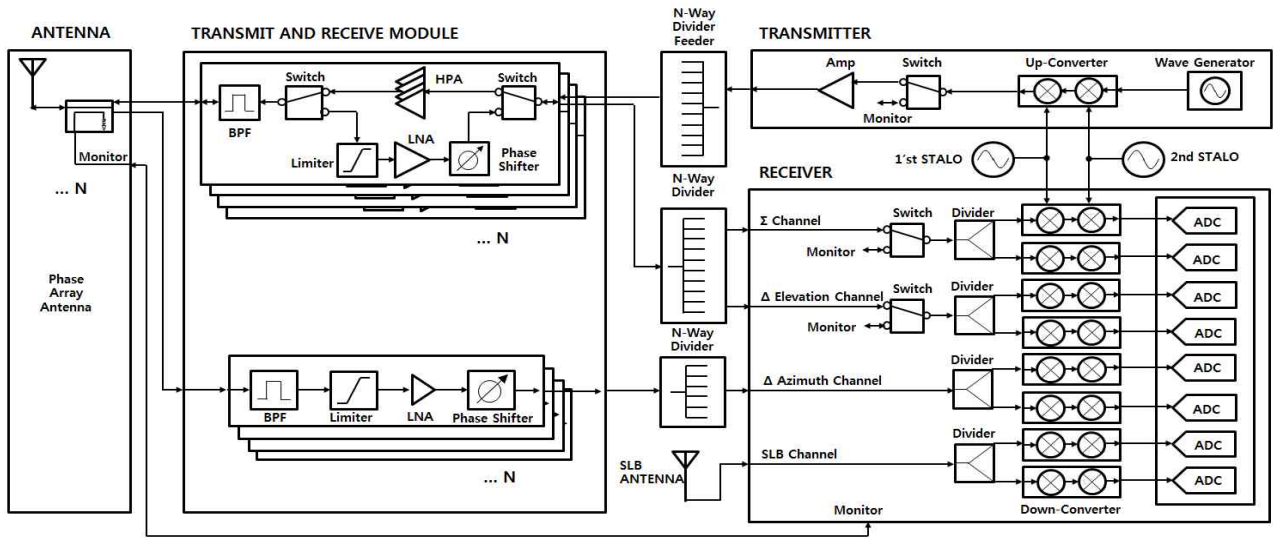 ANTENNA
Monitor
... N
Phase
Array
Antenna
TRANSMIT AND RECEIVE MODULE
BPF
Switch
HPA
Switch
Limiter
LNA
Phase
Shifter
... N
BPF
Limiter
LNA
Phase Shifter
... N
N-Way
Divider
Feeder
N-Way
Divider
N-Way
Divider
SLB
ANTENNA
TRANSMITTER
Amp
Switch
Monitor
Up-Converter
Wave Generator
1'st STALO
2nd STALO
RECEIVER
Σ Channel
Monitor
Switch
Divider
ADC
ADC
Δ Elevation Channel
Monitor
Switch
Divider
ADC
ADC
Δ Azimuth Channel
Divider
ADC
ADC
SLB Channel
Divider
ADC
ADC
Monitor
Down-Converter